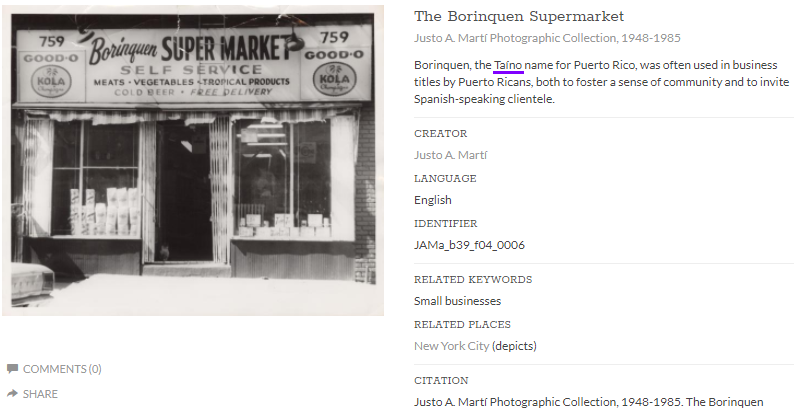 759
Borinquen SUPER MARKET
759
GOOD-O
SELF SERVICE
GOOD-O
KOLA
Champagne
MEATS • VEGETABLES • TROPICAL PRODUCTS
KOLA
Champagne
COLD BEER • FREE DELIVERY
COMMENTS (0)
SHARE
The Borinquen Supermarket
Justo A. Martí Photographic Collection, 1948-1985
Borinquen, the Taíno name for Puerto Rico, was often used in business
titles by Puerto Ricans, both to foster a sense of community and to invite
Spanish-speaking clientele.
CREATOR
Justo A. Martí
LANGUAGE
English
IDENTIFIER
JAMa_b39_f04_0006
RELATED KEYWORDS
Small businesses
RELATED PLACES
New York City (depicts)
CITATION
Justo A. Martí Photographic Collection, 1948-1985. The Borinquen